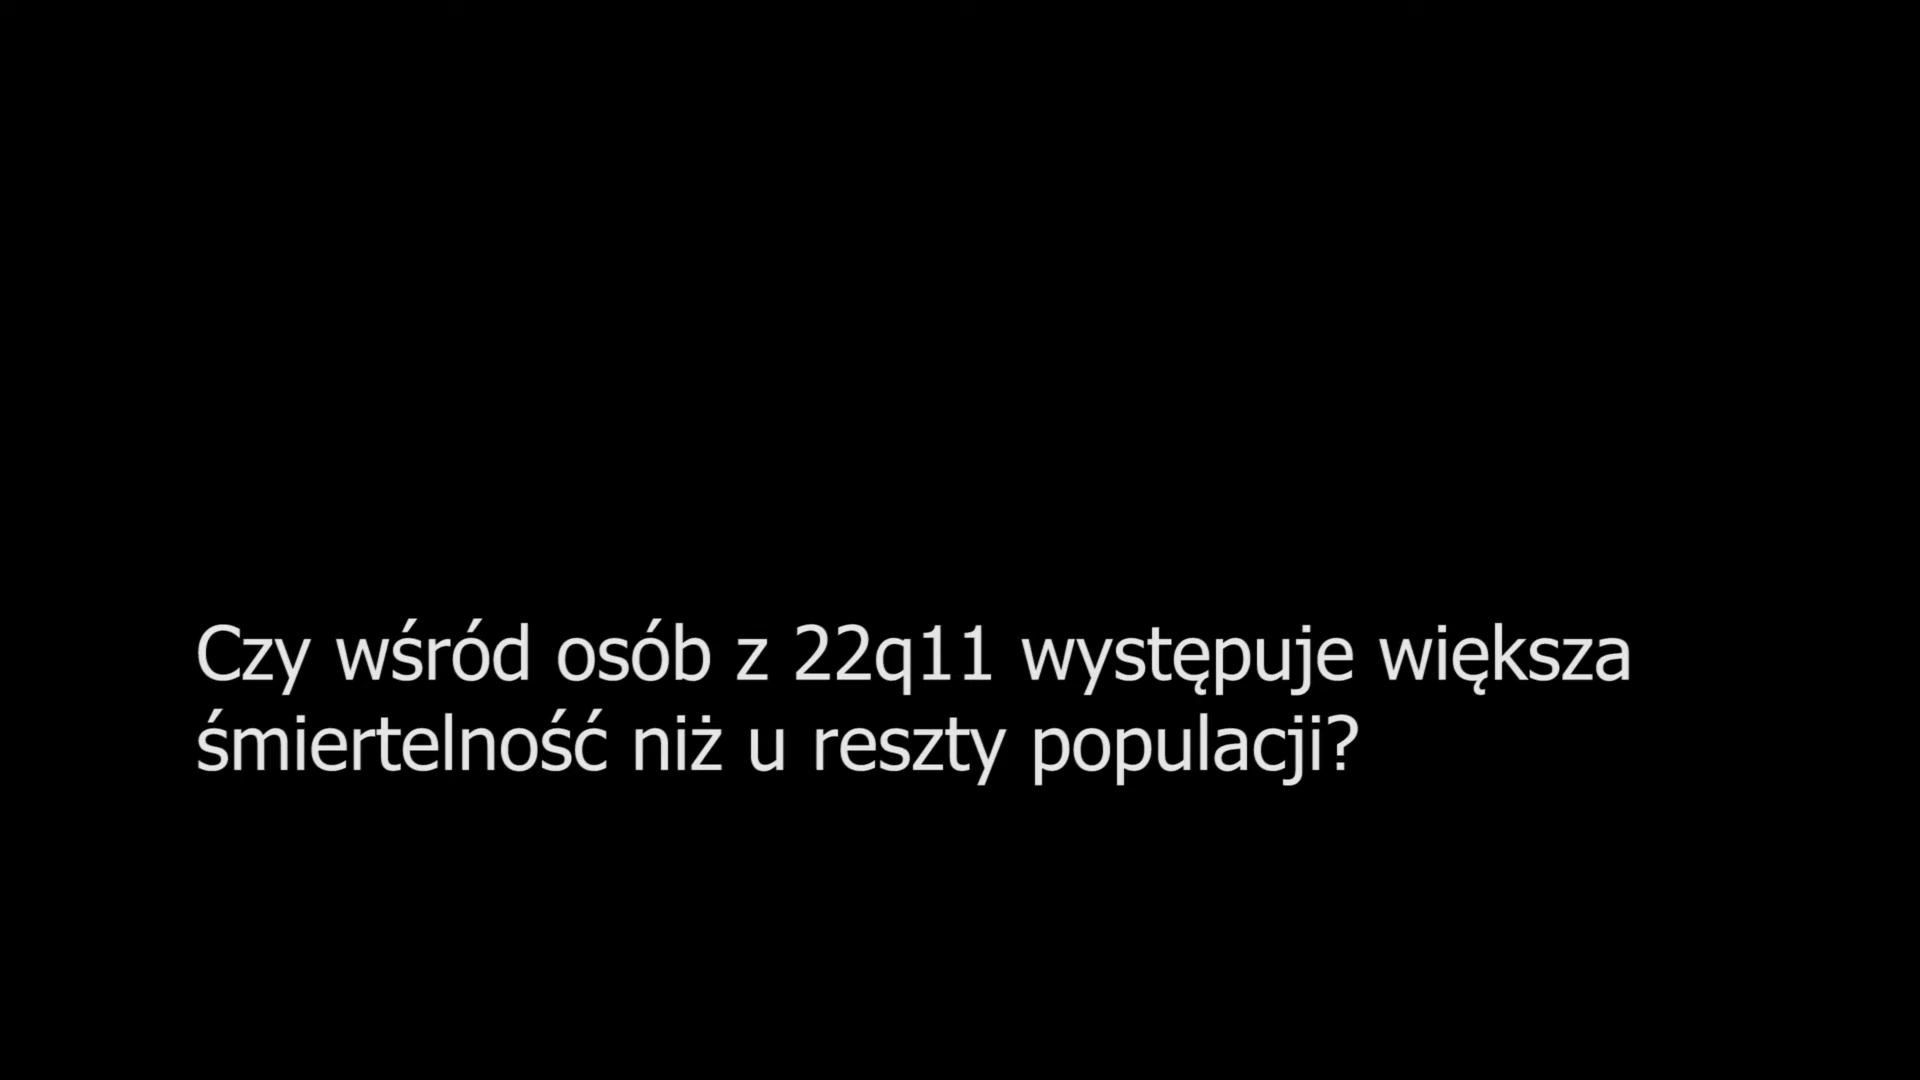 Czy wśród osób z 22q11 występuje większa
śmiertelność niż u reszty populacji?